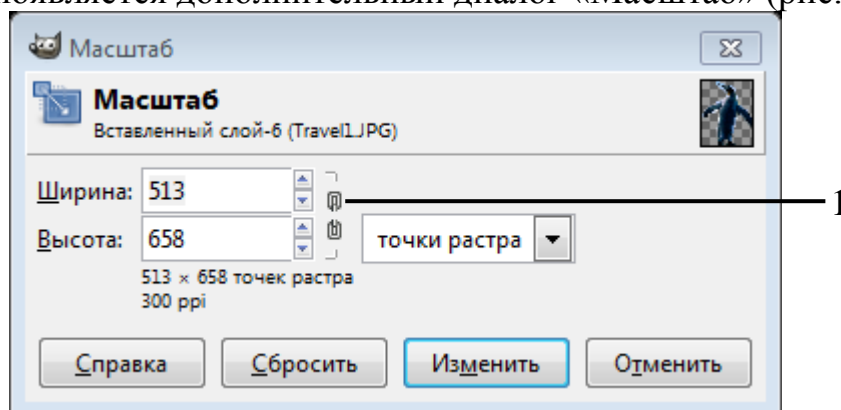 появляется дополнительный диалог «Масштаб» (рис.
Масштаб
Масштаб
Вставленный слой-6 (Travel1.JPG)
Ширина: 513
1
Высота: 658 точки растра
513 × 658 точек растра
300 ppi
Справка Сбросить Изменить Отменить